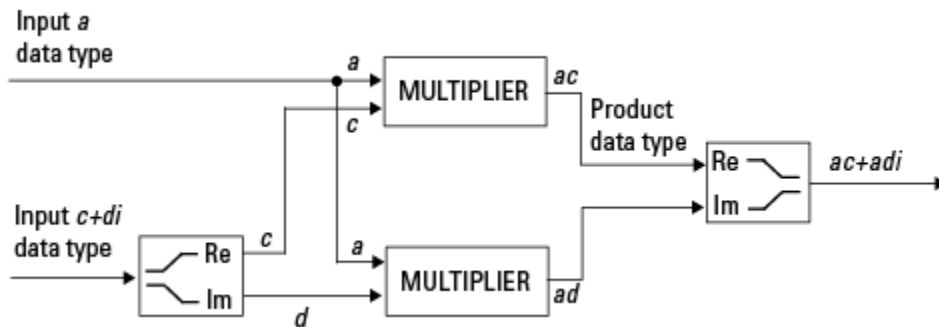 Input a
data type
a
MULTIPLIER
ac
c
Product
data type
Re
Im
ac+adi
Input c+di
data type
Re
Im
c
d
a
MULTIPLIER
ad